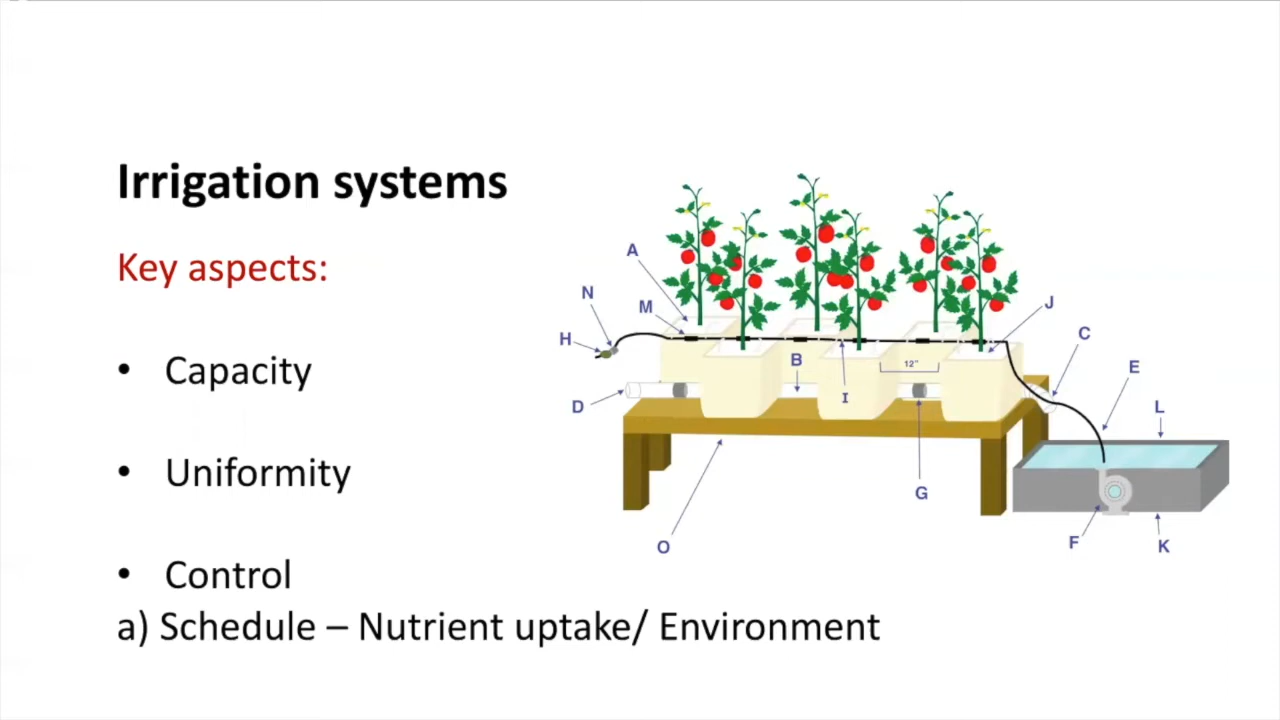 Irrigation systems
Key aspects:
• Capacity
• Uniformity
• Control
a) Schedule – Nutrient uptake/ Environment
A
N
M
H
J
C
B
12"
E
D
I
L
G
O
F
K